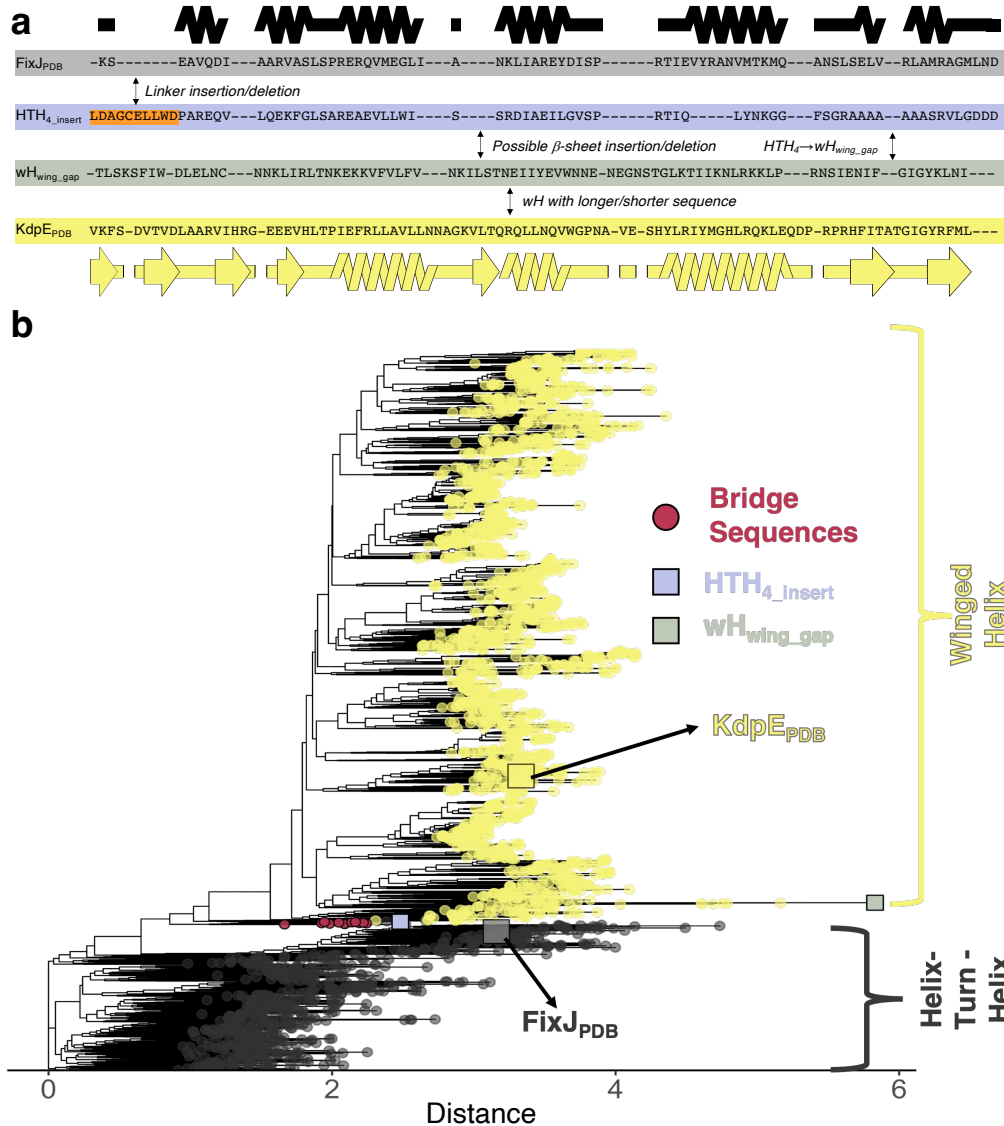 a
FixJPDB -KS-------EAVQDI---AARVASLSPRERQVMEGLI--A---NKLIAREYDISP-----RTIEVYRANVMTKMQ---ANSLSELV--RLAMRAGMLND
Linker insertion/deletion
HTH4_insert LDAGCELLWDPAREQV---LQEKFGLSAREAEVLLWI---S---SRDIAEILGVSP-----RTIQ-----LYNKGG---FSGRAAAA--AAASRVLGDDD
Possible β-sheet insertion/deletion
HTH4→wHwing_gap
wHwing_gap -TLSKSFIW-DLELNC---NNKLIRLTNKEKKVFVLFV---NKILSTNEIIYEVWNNE-NEGNSTGLKTIIKNLRKKLP---RNSIENIF--GIGYKLNI---
wH with longer/shorter sequence
KdpEPDB VKFS-DVTVDLAARVIHRG-EEEVHLTPIEFRLLAVLLNNAGKVLTQRQLLNQVWGPNA-VE-SHYLRIYMGHLRQKLEQDP-RPRHFITATGIGYRFML---
b
Bridge
Sequences
HTH4_insert
wHwing_gap
KdpEPDB
Winged
Helix
FixJPDB
Helix-
Turn -
Helix
0 2 4 6
Distance